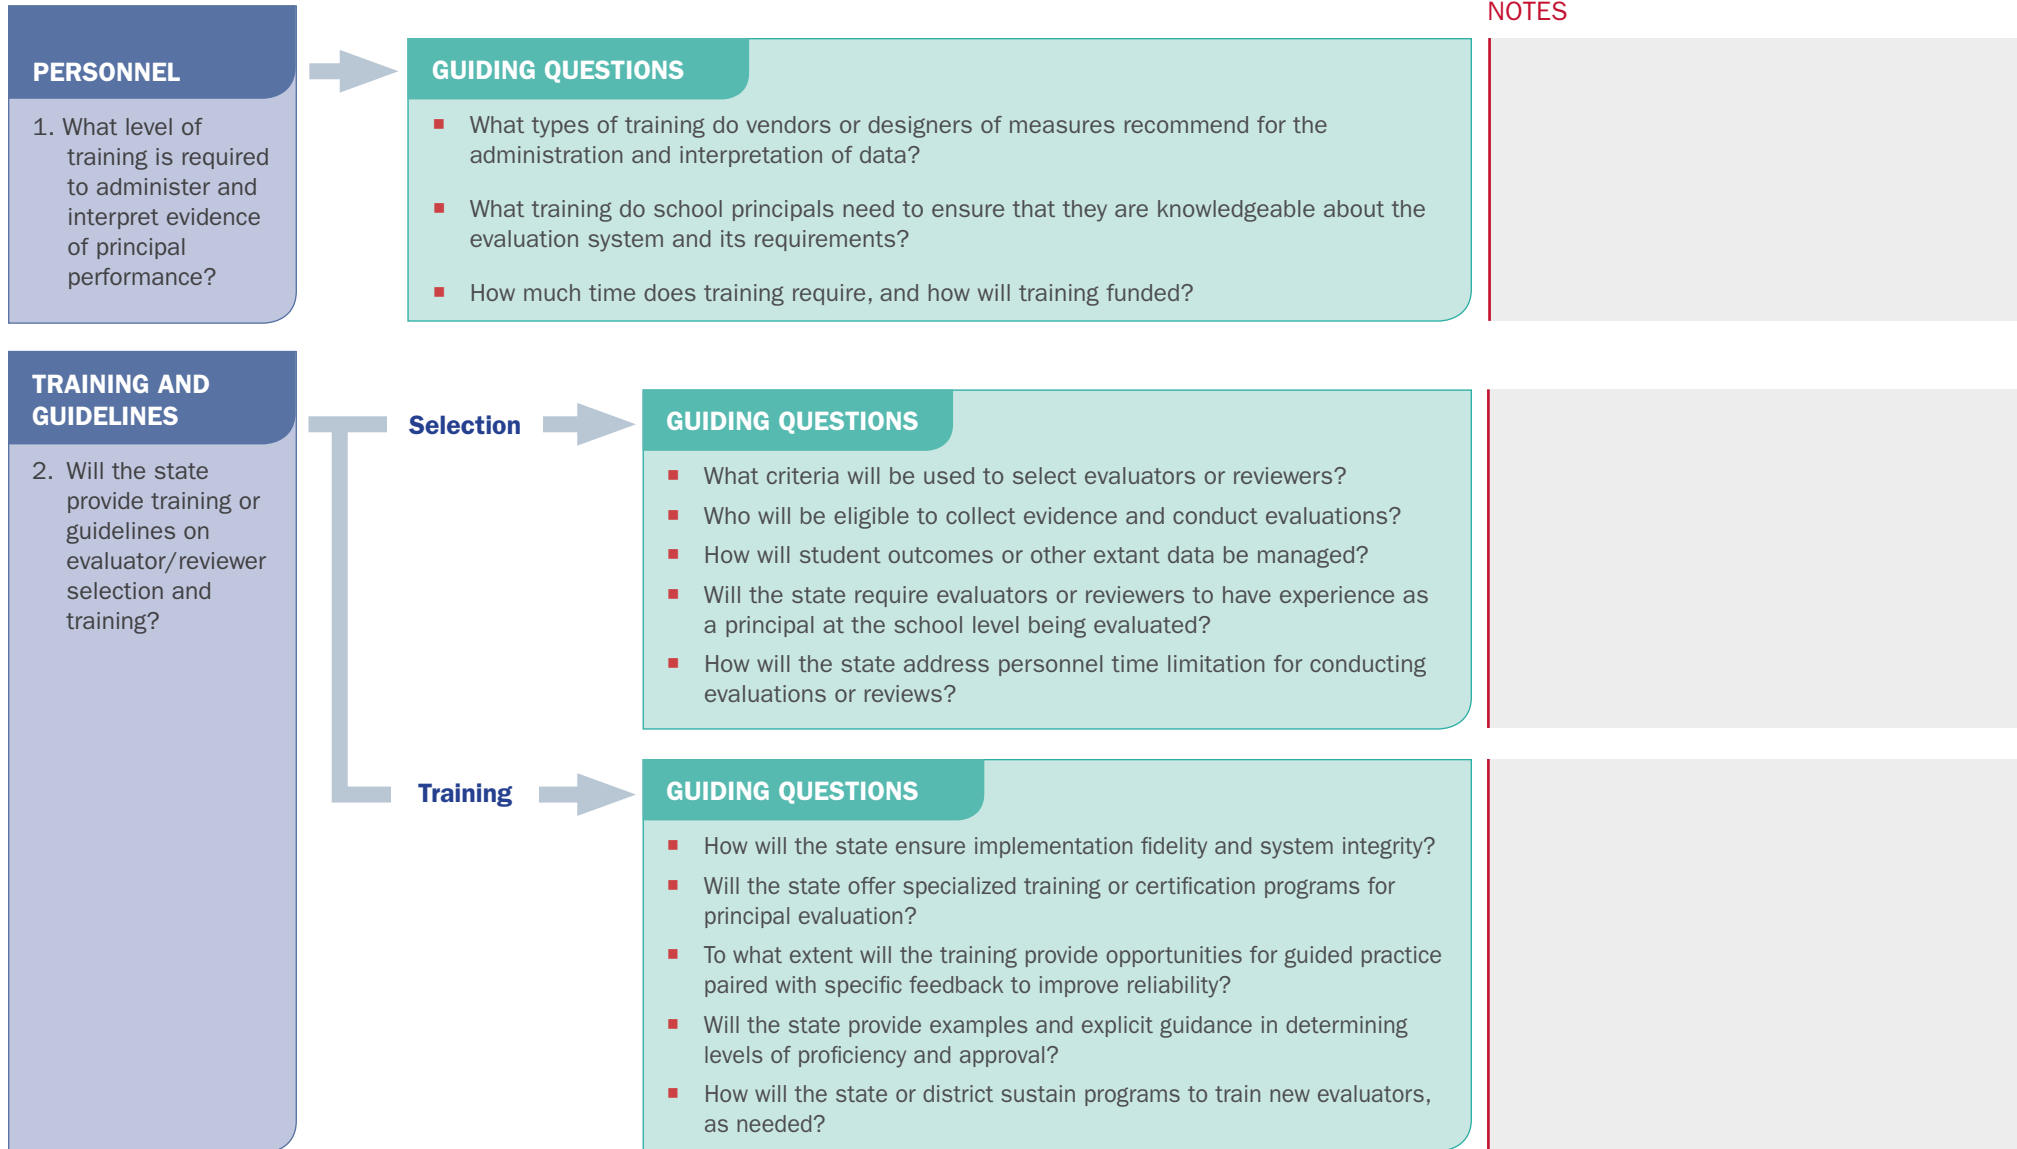 NOTES
PERSONNEL
1. What level of
training is required
to administer and
interpret evidence
of principal
performance?
GUIDING QUESTIONS
■ What types of training do vendors or designers of measures recommend for the
administration and interpretation of data?
■ What training do school principals need to ensure that they are knowledgeable about the
evaluation system and its requirements?
■ How much time does training require, and how will training funded?
TRAINING AND
GUIDELINES
2. Will the state
provide training or
guidelines on
evaluator/reviewer
selection and
training?
Selection
GUIDING QUESTIONS
■ What criteria will be used to select evaluators or reviewers?
■ Who will be eligible to collect evidence and conduct evaluations?
■ How will student outcomes or other extant data be managed?
■ Will the state require evaluators or reviewers to have experience as
a principal at the school level being evaluated?
■ How will the state address personnel time limitation for conducting
evaluations or reviews?
Training
GUIDING QUESTIONS
■ How will the state ensure implementation fidelity and system integrity?
■ Will the state offer specialized training or certification programs for
principal evaluation?
■ To what extent will the training provide opportunities for guided practice
paired with specific feedback to improve reliability?
■ Will the state provide examples and explicit guidance in determining
levels of proficiency and approval?
■ How will the state or district sustain programs to train new evaluators,
as needed?